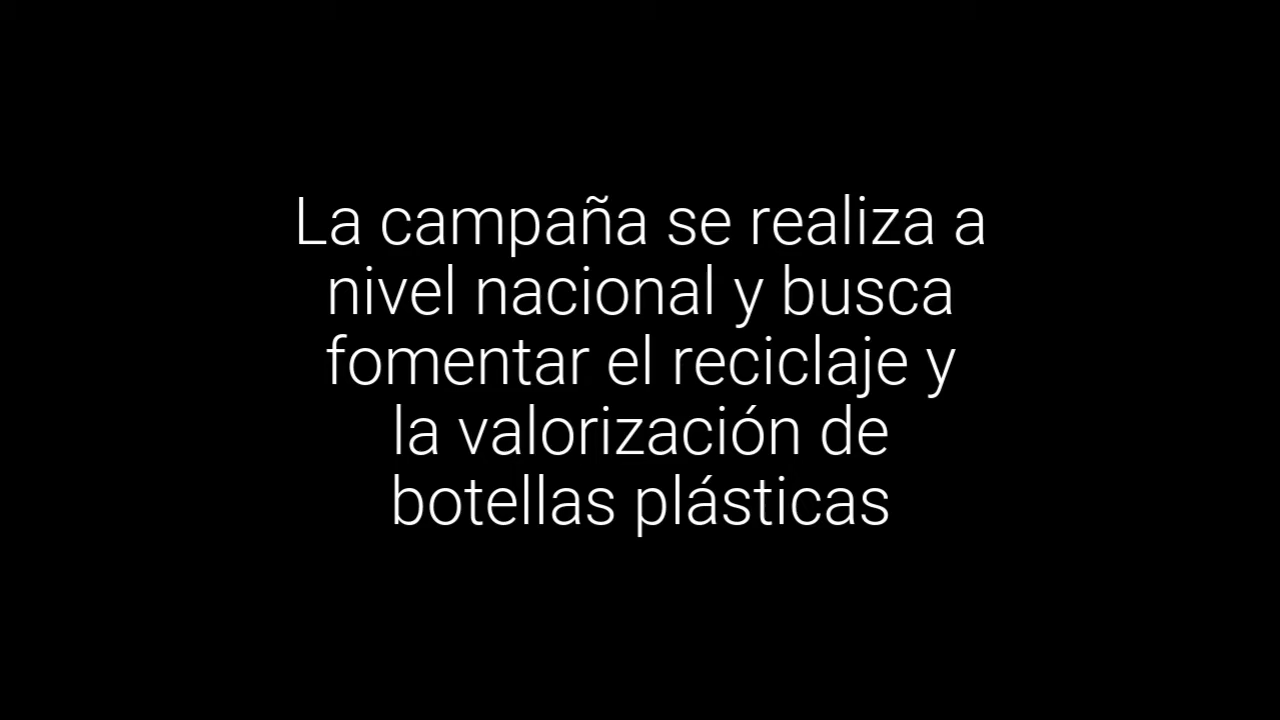 La campaña se realiza a
nivel nacional y busca
fomentar el reciclaje y
la valorización de
botellas plásticas